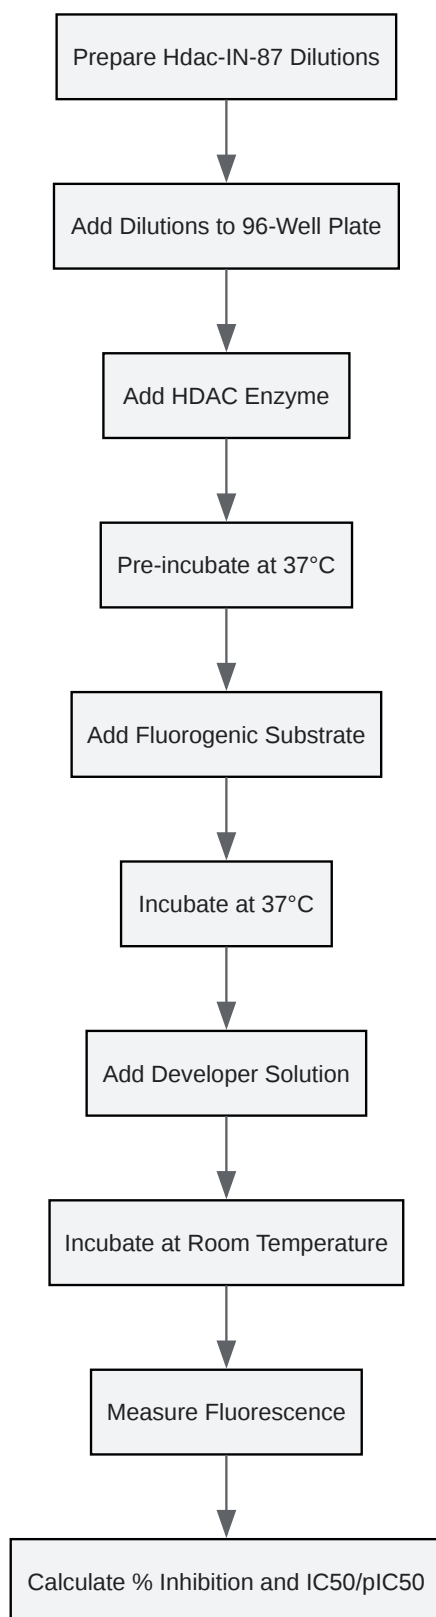 Prepare Hdac-IN-87 Dilutions
Add Dilutions to 96-Well Plate
Add HDAC Enzyme
Pre-incubate at 37°C
Add Fluorogenic Substrate
Incubate at 37°C
Add Developer Solution
Incubate at Room Temperature
Measure Fluorescence
Calculate % Inhibition and IC50/pIC50